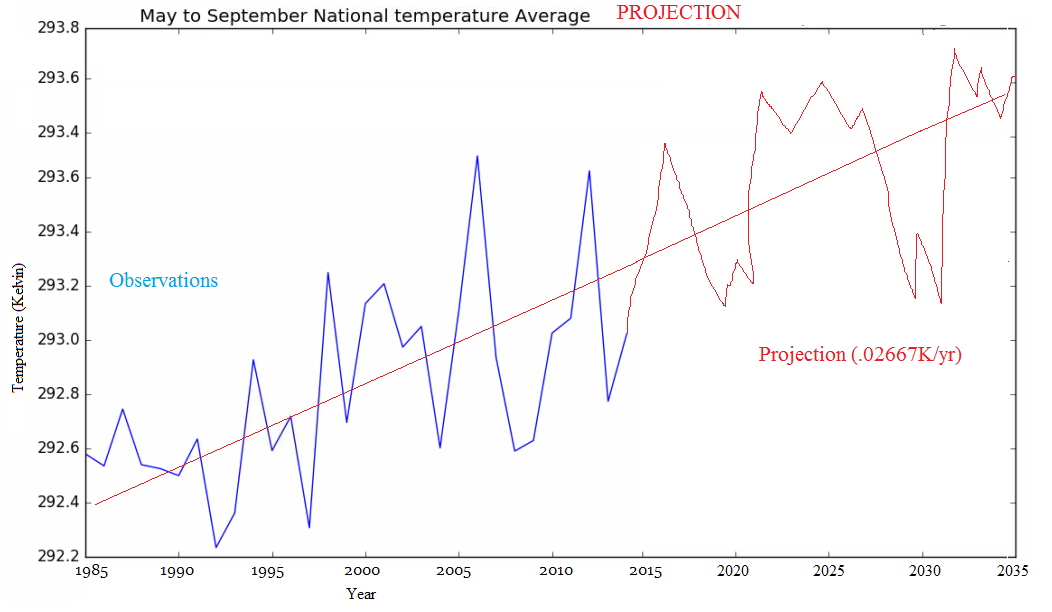 May to September National temperature Average PROJECTION
293.8
293.6
293.4
293.6
293.4
293.2
293.0
292.8
292.6
292.4
292.2
Temperature (Kelvin)
Observations
Projection (.02667K/yr)
1985 1990 1995 2000 2005 2010 2015 2020 2025 2030 2035
Year